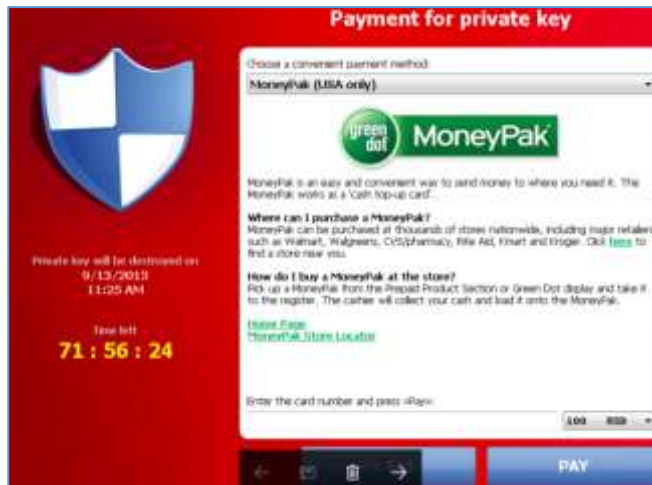 Payment for private key
Choose a convenient payment method:
MoneyPak (USA only)
green
dot
MoneyPak
MoneyPak is an easy and convenient way to send money to where you need it. The
MoneyPak works as a 'cash top-up card'.
Where can I purchase a MoneyPak?
MoneyPak can be purchased at thousands of stores nationwide, including major retailers
such as Walmart, Walgreens, CVS/pharmacy, Rite Aid, Kmart and Kroger. Click here to
find a store near you.
How do I buy a MoneyPak at the store?
Pick up a MoneyPak from the Prepaid Product Section or Green Dot display and take it
to the register. The cashier will collect your cash and load it onto the MoneyPak.
Home Page
MoneyPak Store Locator
Private key will be destroyed on
9/13/2013
11:25 AM
Time left
71 : 56 : 24
Enter the card number and press «Pay»:
PAY